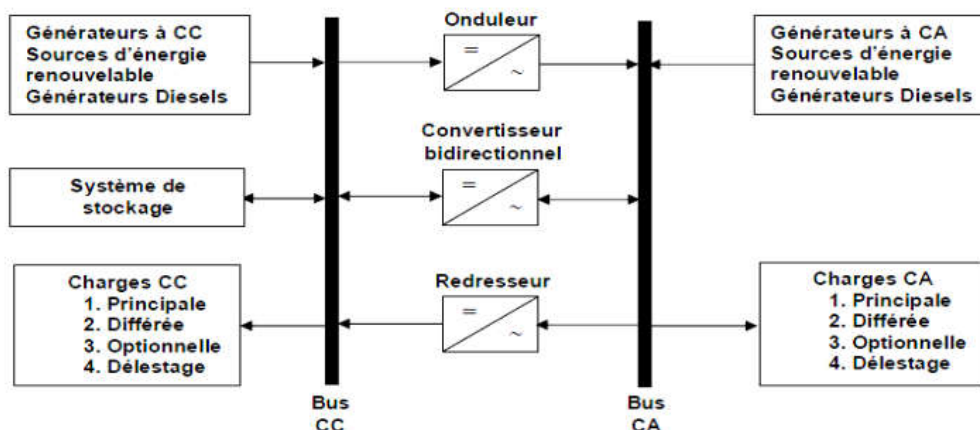 Générateurs à CC
Sources d'énergie
renouvelable
Générateurs Diesels
Onduleur
=
~
Générateurs à CA
Sources d'énergie
renouvelable
Générateurs Diesels
Système de
stockage
Convertisseur
bidirectionnel
=
~
Charges CC
1. Principale
2. Différée
3. Optionnelle
4. Délestage
Redresseur
=
~
Charges CA
1. Principale
2. Différée
3. Optionnelle
4. Délestage
Bus
CC
Bus
CA